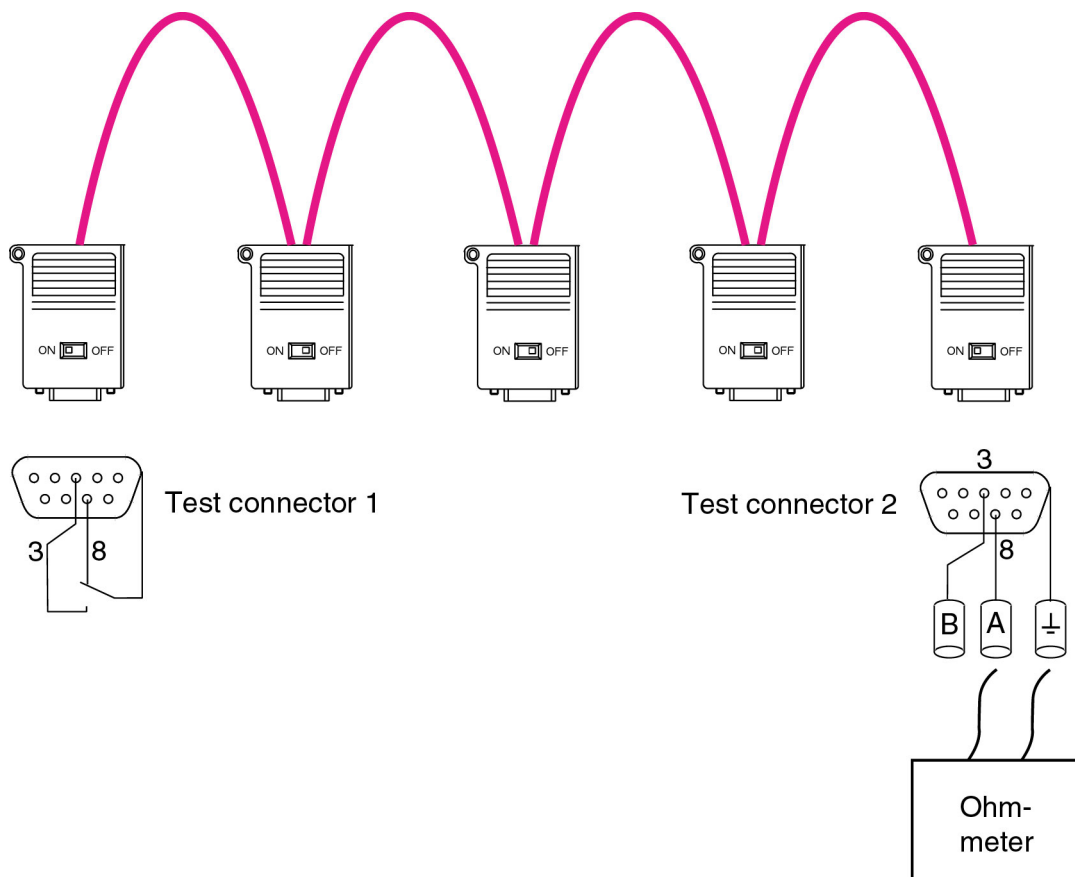 ON OFF
ON OFF
ON OFF
ON OFF
ON OFF
Test connector 1
3 8
Test connector 2
3
8
B A
Ohm-
meter